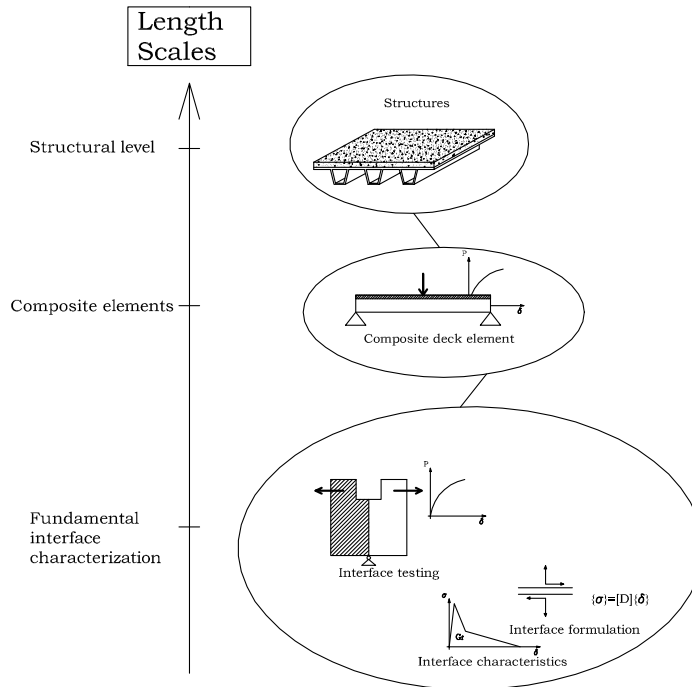 Length
Scales
Structures
Structural level
P
δ
Composite elements
Composite deck element
P
δ
Fundamental
interface
characterization
Interface testing
{σ}=[D]{δ}
Interface formulation
σ
Gf
δ
Interface characteristics